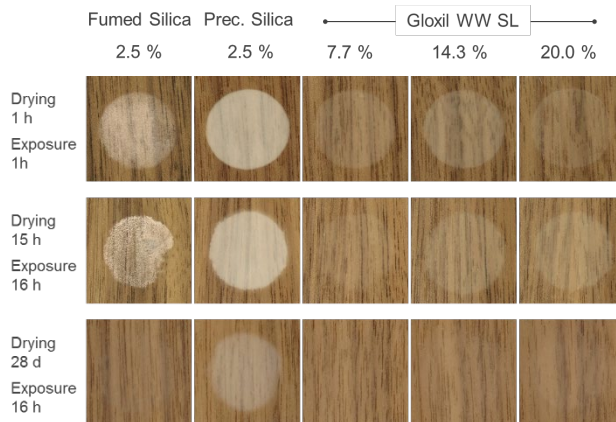 Fumed Silica Prec. Silica Gloxil WW SL
2.5 % 2.5 % 7.7 % 14.3 % 20.0 %
Drying
1 h
Exposure
1h
Drying
15 h
Exposure
16 h
Drying
28 d
Exposure
16 h